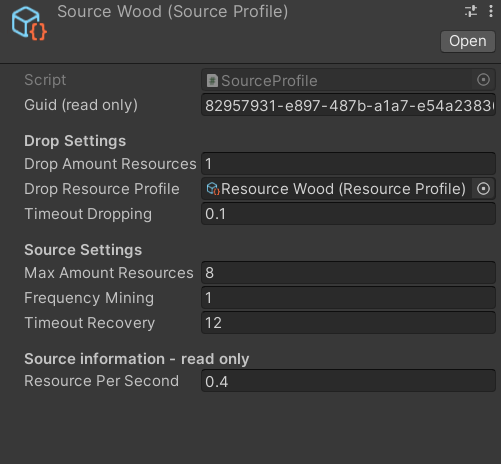 Source Wood (Source Profile)
Open
Script SourceProfile
Guid (read only) 82957931-e897-487b-a1a7-e54a2383
Drop Settings
Drop Amount Resources 1
Drop Resource Profile Resource Wood (Resource Profile)
Timeout Dropping 0.1
Source Settings
Max Amount Resources 8
Frequency Mining 1
Timeout Recovery 12
Source information - read only
Resource Per Second 0.4